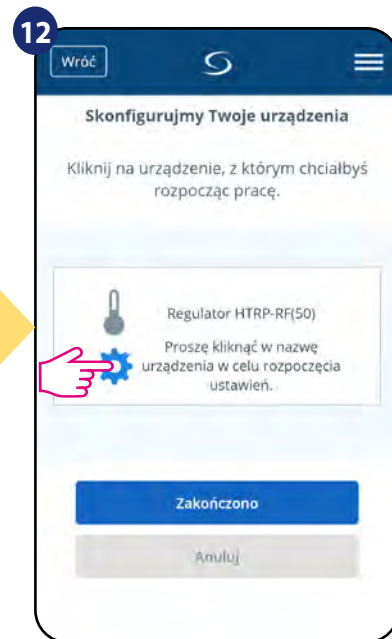 12
Wróć
Skonfigurujmy Twoje urządzenia
Kliknij na urządzenie, z którym chciałbyś
rozpocząc pracę.
Regulator HTRP-RF(50)
Proszę kliknąć w nazwę
urządzenia w celu rozpoczęcia
ustawień.
Zakończono
Anuluj